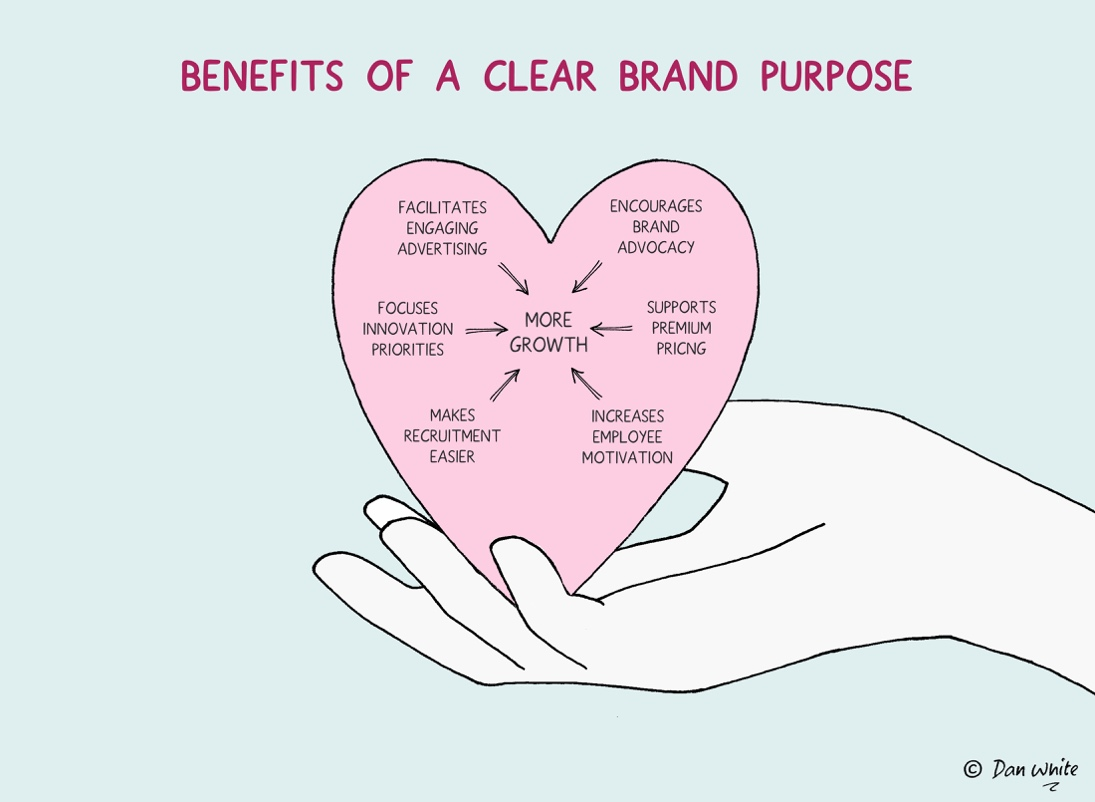 BENEFITS OF A CLEAR BRAND PURPOSE
FACILITATES
ENGAGING
ADVERTISING
ENCOURAGES
BRAND
ADVOCACY
FOCUSES
INNOVATION
PRIORITIES
MORE
GROWTH
SUPPORTS
PREMIUM
PRICNG
MAKES
RECRUITMENT
EASIER
INCREASES
EMPLOYEE
MOTIVATION
© Dan White